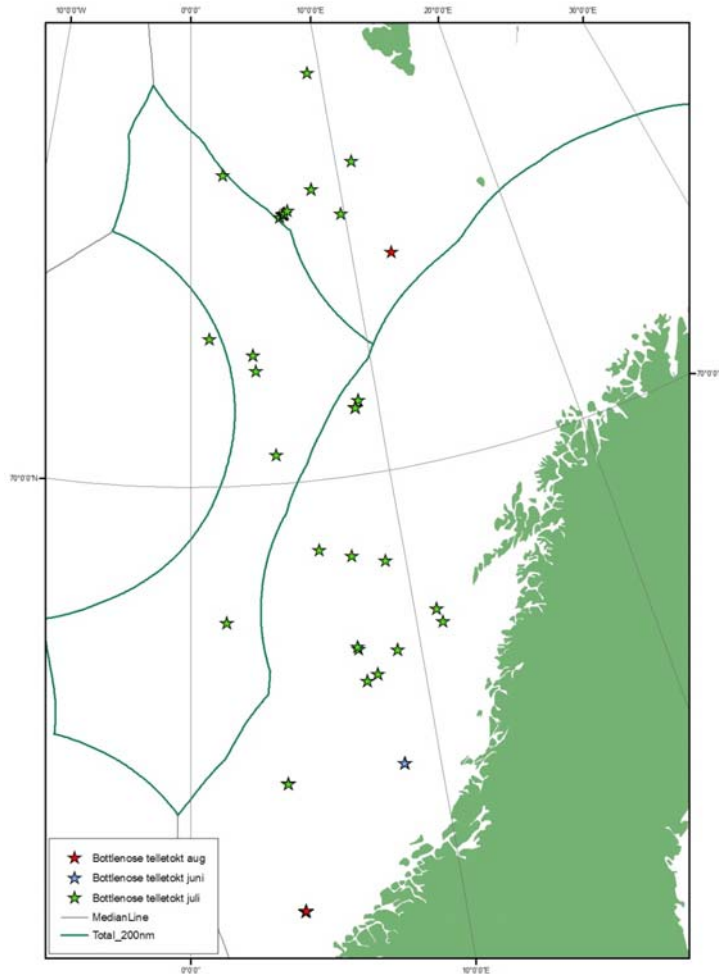 10°0'0"W 0°0'0" 10°0'0"E 20°0'0"E 30°0'0"E
70°0'0"
70°0'0"N
Bottlenose telletokt aug
Bottlenose telletokt juni
Bottlenose telletokt juli
MedianLine
Total_200nm
0°0'0" 10°0'0"E